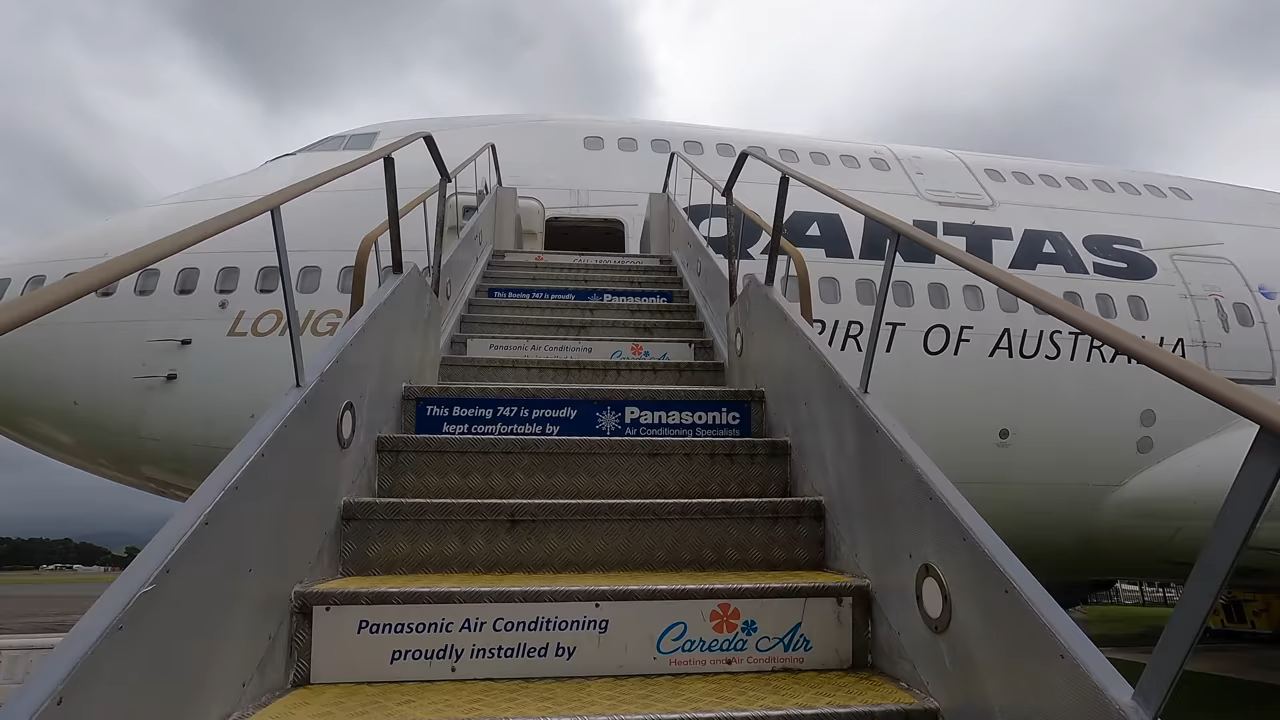 QANTAS
LONG
SPIRIT OF AUSTRALIA
This Boeing 747 is proudly
Panasonic
Panasonic Air Conditioning
Careda Air
This Boeing 747 is proudly
kept comfortable by
Panasonic
Air Conditioning Specialists
Panasonic Air Conditioning
proudly installed by
Careda Air
Heating and Air Conditioning